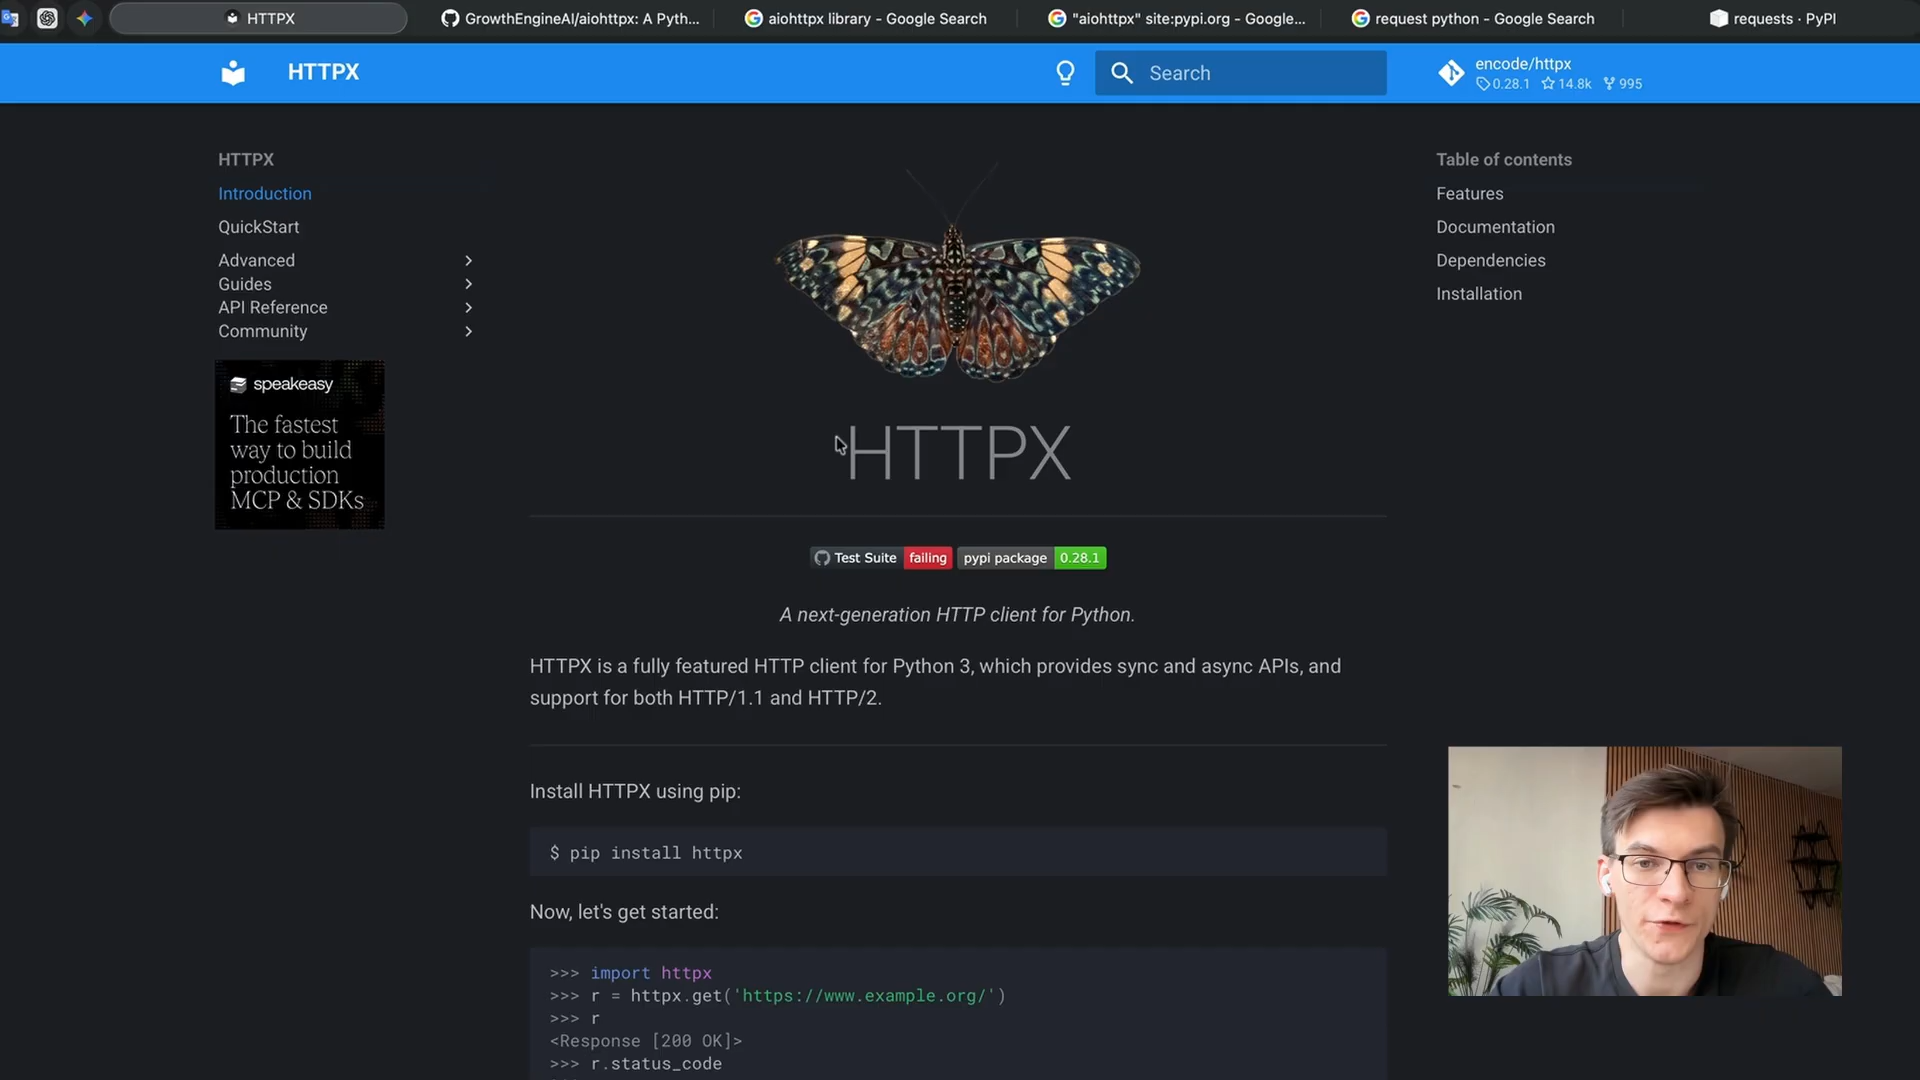 HTTPX
GrowthEngineAI/aiohttpx: A Pyth...
aiohttpx library - Google Search
"aiohttpx" site:pypi.org - Google...
request python - Google Search
requests · PyPI
HTTPX
Search
encode/httpx
0.28.1 14.8k 995
HTTPX
Introduction
QuickStart
Advanced
Guides
API Reference
Community
speakeasy
The fastest
way to build
production
MCP & SDKs
HTTPX
Test Suite failing pypi package 0.28.1
A next-generation HTTP client for Python.
HTTPX is a fully featured HTTP client for Python 3, which provides sync and async APIs, and
support for both HTTP/1.1 and HTTP/2.
Install HTTPX using pip:
$ pip install httpx
Now, let's get started:
>>> import httpx
>>> r = httpx.get('https://www.example.org/')
>>> r
<Response [200 OK]>
>>> r.status_code
Table of contents
Features
Documentation
Dependencies
Installation